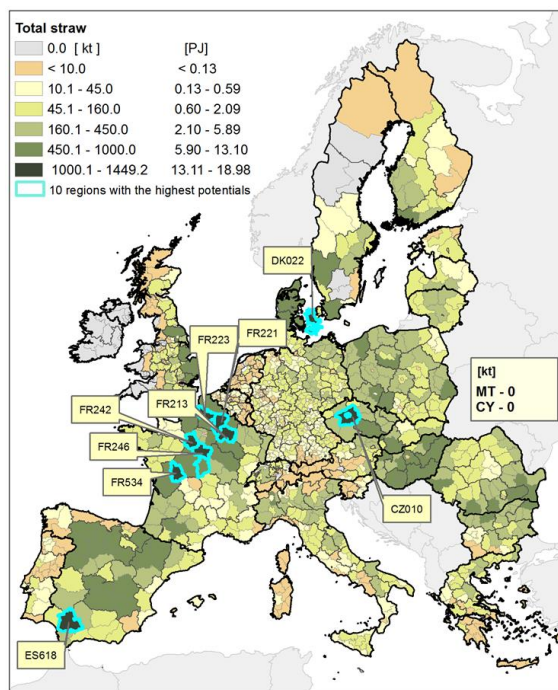 Total straw
0.0 [ kt ] [PJ]
< 10.0 < 0.13
10.1 - 45.0 0.13 - 0.59
45.1 - 160.0 0.60 - 2.09
160.1 - 450.0 2.10 - 5.89
450.1 - 1000.0 5.90 - 13.10
1000.1 - 1449.2 13.11 - 18.98
10 regions with the highest potentials
DK022
FR223 FR221
FR242
FR213
[kt]
MT - 0
CY - 0
FR246
FR534
CZ010
ES618